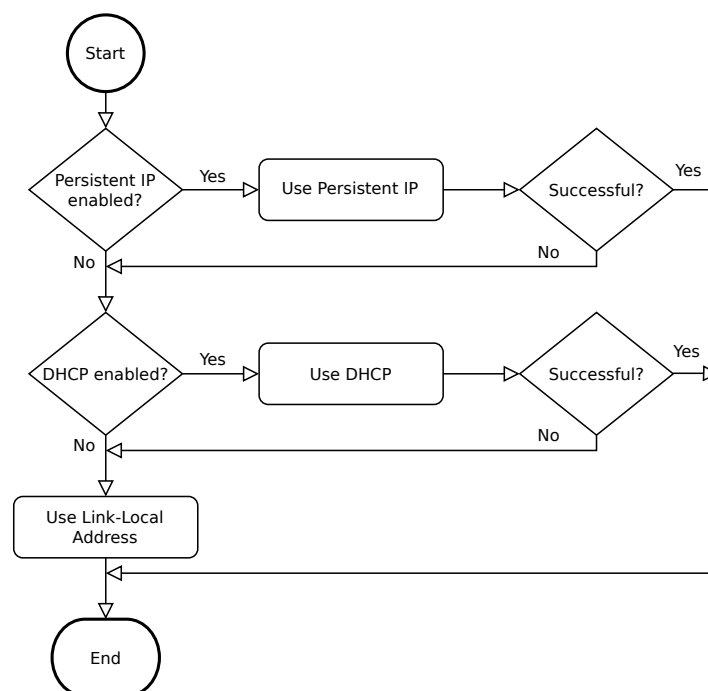 Start
Persistent IP
enabled?
Yes
Use Persistent IP
Successful?
Yes
No
No
DHCP enabled?
Yes
Use DHCP
Successful?
Yes
No
No
Use Link-Local
Address
End